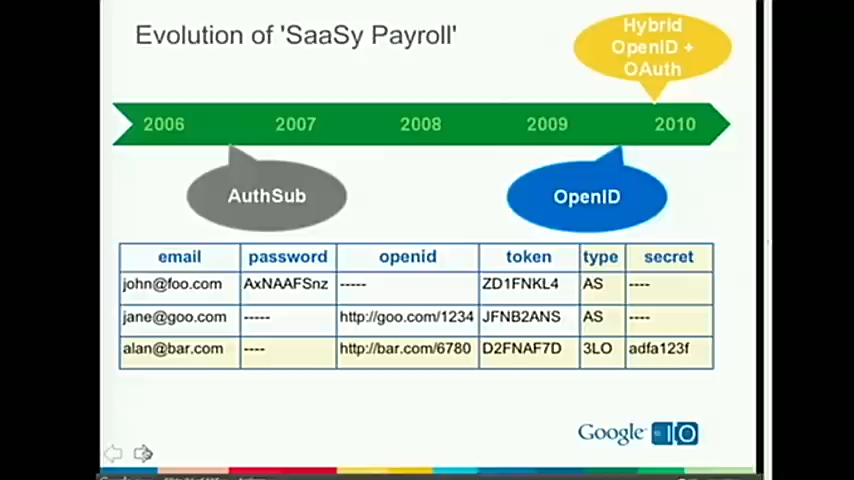 Evolution of 'SaaSy Payroll'
Hybrid
OpenID +
OAuth
2006 2007 2008 2009 2010
AuthSub
OpenID
email password openid token type secret
john@foo.com AxNAAFSnz ----- ZD1FNKL4 AS ----
jane@goo.com ----- http://goo.com/1234 JFNB2ANS AS ----
alan@bar.com ---- http://bar.com/6780 D2FNAF7D 3LO adfa123f
Google IO